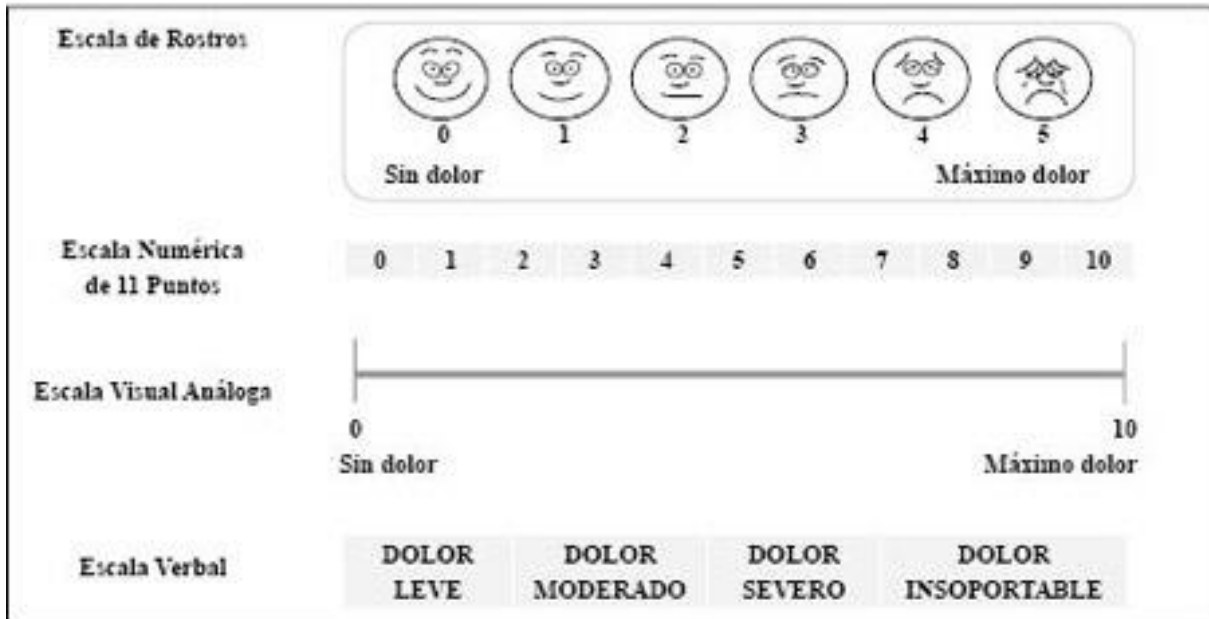 Escala de Rostros
0 1 2 3 4 5
Sin dolor Máximo dolor
Escala Numérica
de 11 Puntos
0 1 2 3 4 5 6 7 8 9 10
Escala Visual Análoga
0 10
Sin dolor Máximo dolor
Escala Verbal
DOLOR LEVE
DOLOR MODERADO
DOLOR SEVERO
DOLOR INSOPORTABLE